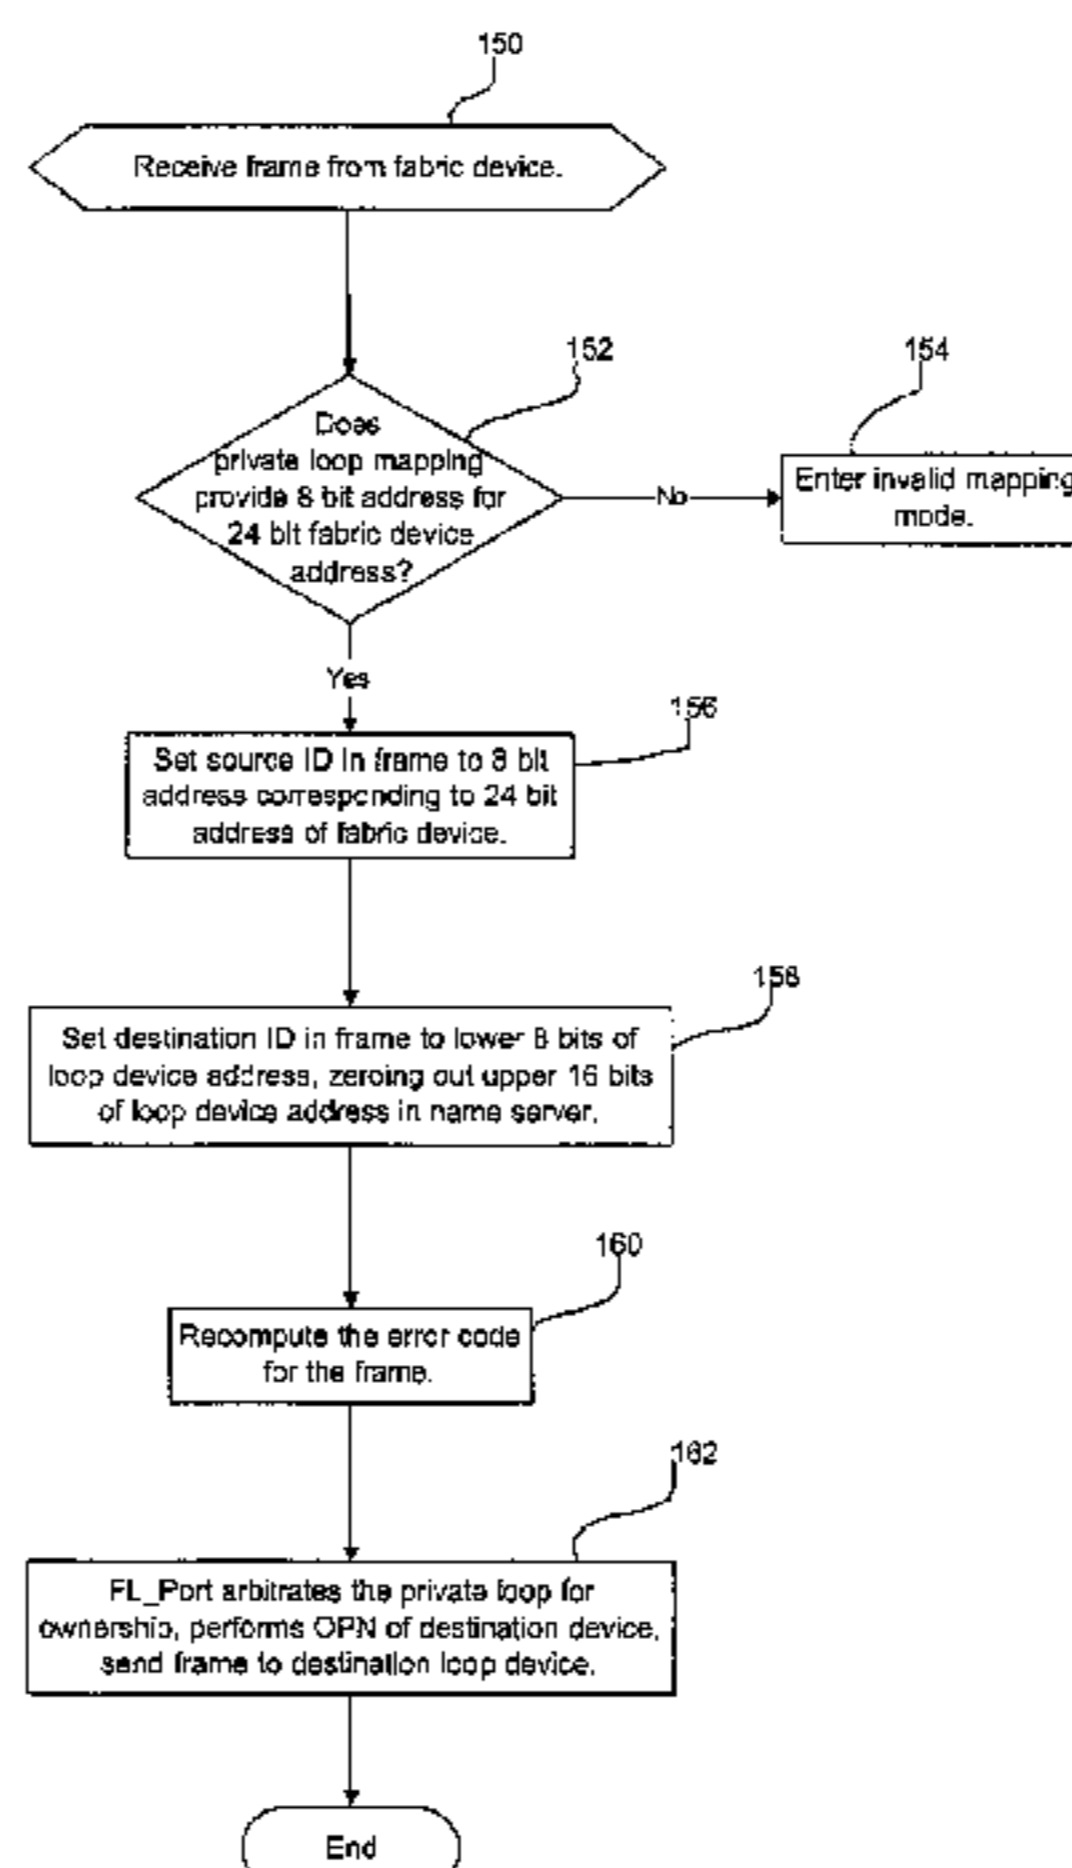 150
Receive frame from fabric device.
152
154
Does
private loop mapping
provide 8 bit address for
24 bit fabric device
address?
No
Enter invalid mapping
mode.
Yes
156
Set source ID in frame to 8 bit
address corresponding to 24 bit
address of fabric device.
158
Set destination ID in frame to lower 8 bits of
loop device address, zeroing out upper 16 bits
of loop device address in name server.
160
Recompute the error code
for the frame.
162
FL_Port arbitrates the private loop for
ownership, performs OPN of destination device,
send frame to destination loop device.
End